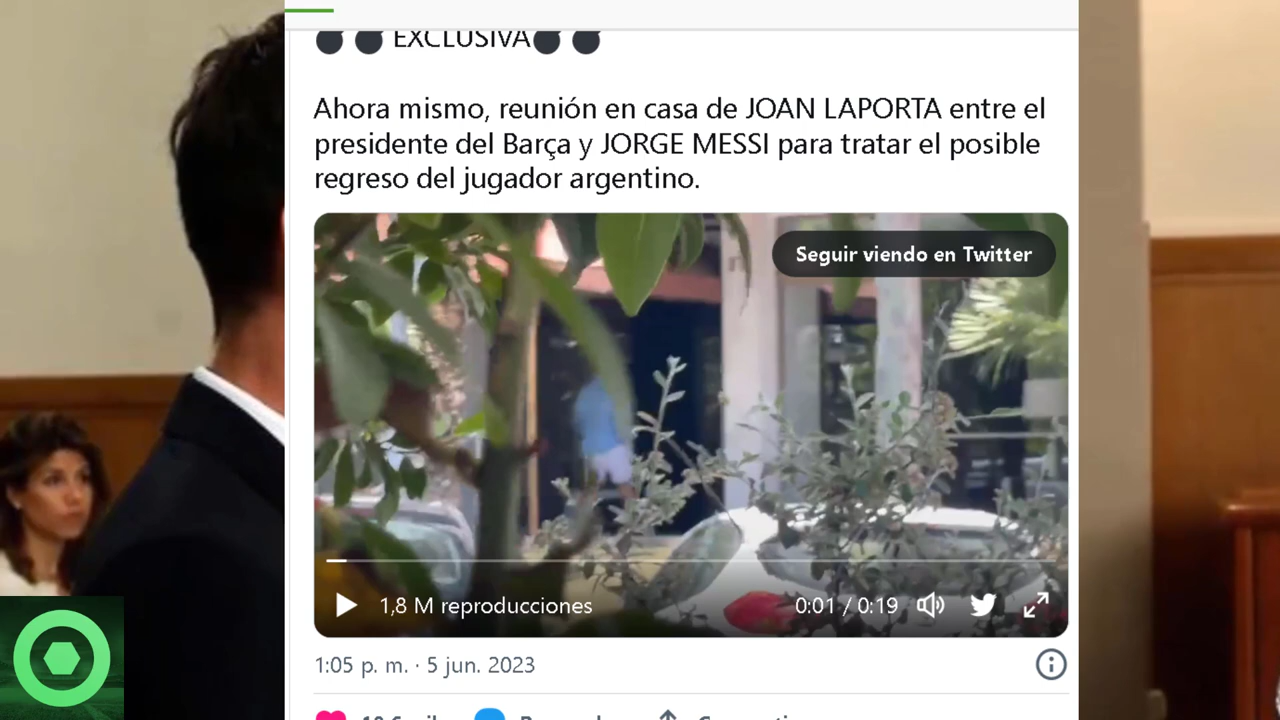 EXCLUSIVA
Ahora mismo, reunión en casa de JOAN LAPORTA entre el
presidente del Barça y JORGE MESSI para tratar el posible
regreso del jugador argentino.
Seguir viendo en Twitter
1,8 M reproducciones
0:01 / 0:19
1:05 p. m. · 5 jun. 2023